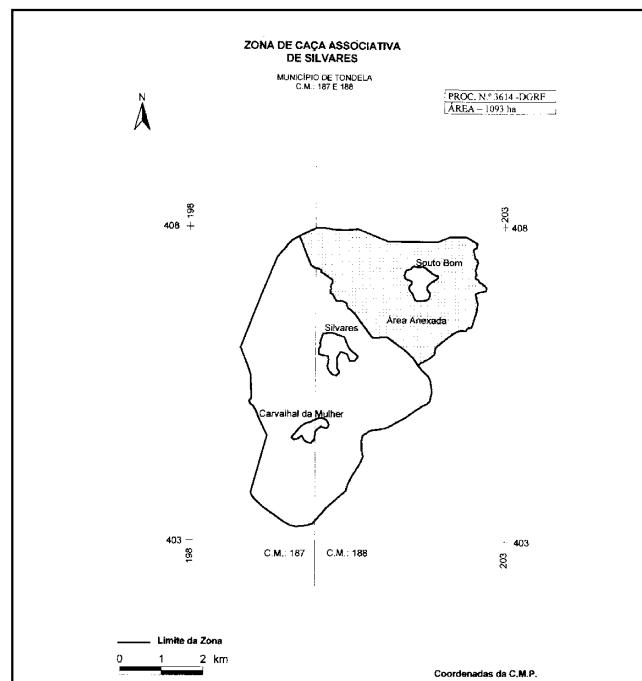 ZONA DE CAÇA ASSOCIATIVA
DE SILVARES
MUNICÍPIO DE TONDELA
C.M.: 187 E 188
N
PROC. N.º 3614 -DGRF
ÁREA – 1093 ha
198
203
408
408
Souto Bom
Área Anexada
Silvares
Carvalhal da Mulher
403
403
198
203
C.M.: 187
C.M.: 188
Limite da Zona
0 1 2 km
Coordenadas da C.M.P.